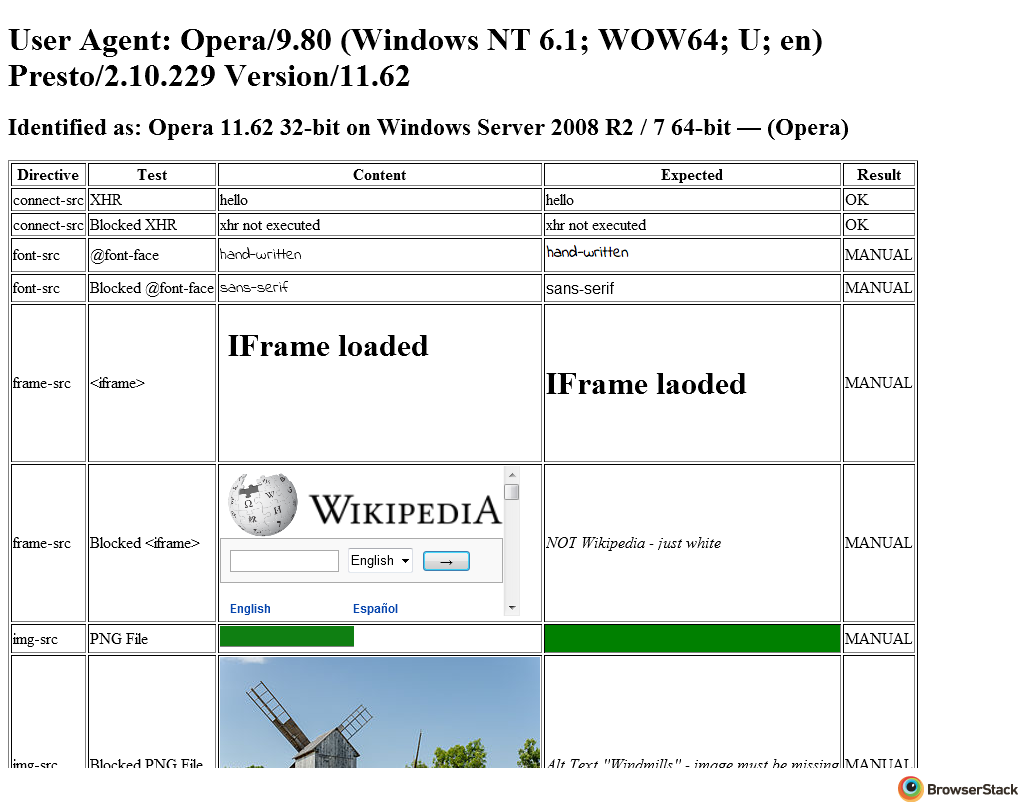 User Agent: Opera/9.80 (Windows NT 6.1; WOW64; U; en)
Presto/2.10.229 Version/11.62
Identified as: Opera 11.62 32-bit on Windows Server 2008 R2 / 7 64-bit — (Opera)
Directive Test Content Expected Result
connect-src XHR hello hello OK
connect-src Blocked XHR xhr not executed xhr not executed OK
font-src @font-face hand-written hand-written MANUAL
font-src Blocked @font-face sans-serif sans-serif MANUAL
frame-src <iframe> IFrame loaded IFrame laoded MANUAL
WIKIPEDIA
English →
frame-src Blocked <iframe> NOT Wikipedia - just white MANUAL
English Español
img-src PNG File MANUAL
img-src Blocked PNG File Alt Text "Windmills" - image must be missing MANUAL
BrowserStack